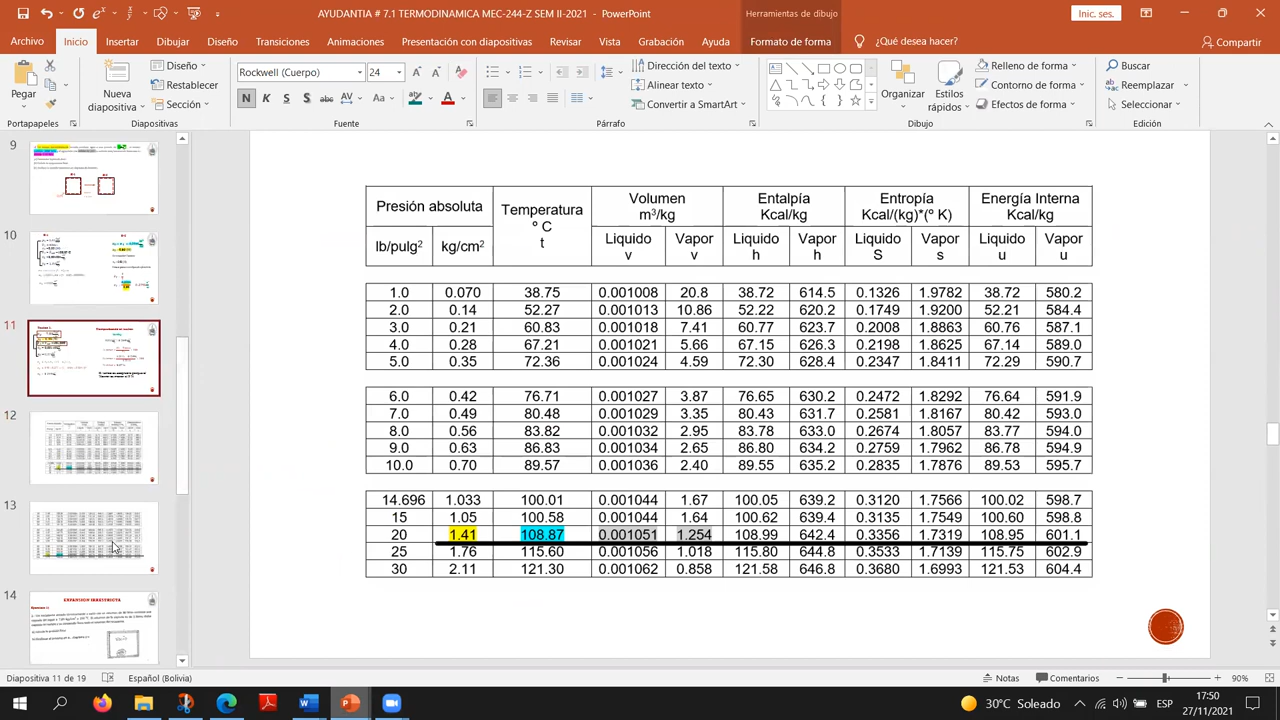 AYUDANTIA # 7.1 TERMODINAMICA MEC-244-Z SEM II-2021 - PowerPoint
Herramientas de dibujo
Inic. ses.
Archivo Inicio Insertar Dibujar Diseño Transiciones Animaciones Presentación con diapositivas Revisar Vista Grabación Ayuda Formato de forma ¿Qué desea hacer? Compartir
Pegar
Nueva diapositiva
Diseño
Restablecer
Sección
Rockwell (Cuerpo) 24
N K S S abc AV Aa A
Dirección del texto
Alinear texto
Convertir a SmartArt
Organizar
Estilos rápidos
Relleno de forma
Contorno de forma
Efectos de forma
Buscar
Reemplazar
Seleccionar
Portapapeles Diapositivas Fuente Párrafo Dibujo Edición
9
10
11
12
13
14
EXPANSION IRRESTRICTA
Presión absoluta Temperatura º C t Volumen m³/kg Entalpía Kcal/kg Entropía Kcal/(kg)*(º K) Energía Interna Kcal/kg
lb/pulg² kg/cm² Liquido v Vapor v Liquido h Vapor h Liquido S Vapor s Liquido u Vapor u
1.0 0.070 38.75 0.001008 20.8 38.72 614.5 0.1326 1.9782 38.72 580.2
2.0 0.14 52.27 0.001013 10.86 52.22 620.2 0.1749 1.9200 52.21 584.4
3.0 0.21 60.83 0.001018 7.41 60.77 623.7 0.2008 1.8863 60.76 587.1
4.0 0.28 67.21 0.001021 5.66 67.15 626.3 0.2198 1.8625 67.14 589.0
5.0 0.35 72.36 0.001024 4.59 72.30 628.4 0.2347 1.8411 72.29 590.7
6.0 0.42 76.71 0.001027 3.87 76.65 630.2 0.2472 1.8292 76.64 591.9
7.0 0.49 80.48 0.001029 3.35 80.43 631.7 0.2581 1.8167 80.42 593.0
8.0 0.56 83.82 0.001032 2.95 83.78 633.0 0.2674 1.8057 83.77 594.0
9.0 0.63 86.83 0.001034 2.65 86.80 634.2 0.2759 1.7962 86.78 594.9
10.0 0.70 89.57 0.001036 2.40 89.55 635.2 0.2835 1.7876 89.53 595.7
14.696 1.033 100.01 0.001044 1.67 100.05 639.2 0.3120 1.7566 100.02 598.7
15 1.05 100.58 0.001044 1.64 100.62 639.4 0.3135 1.7549 100.60 598.8
20 1.41 108.87 0.001051 1.254 108.99 642.4 0.3356 1.7319 108.95 601.1
25 1.76 115.60 0.001056 1.018 115.80 644.8 0.3533 1.7139 115.75 602.9
30 2.11 121.30 0.001062 0.858 121.58 646.8 0.3680 1.6993 121.53 604.4
Diapositiva 11 de 19 Español (Bolivia) Notas Comentarios 90%
30°C Soleado ESP 17:50
27/11/2021